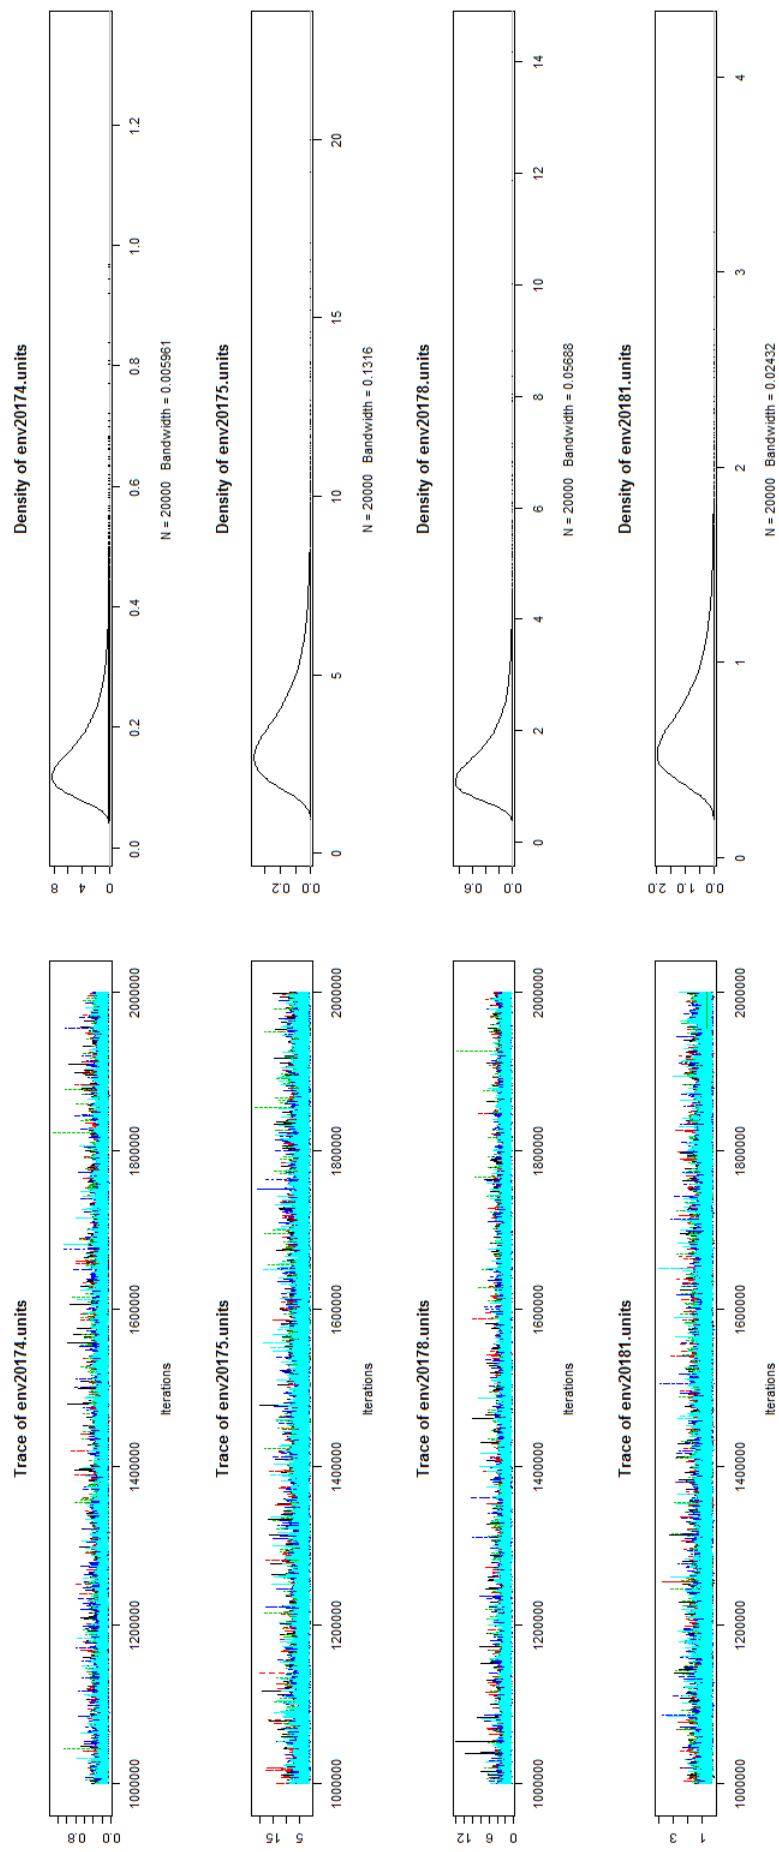 Trace of env20174.units
0.0 0.8
1000000 1200000 1400000 1600000 1800000 2000000
Iterations
Density of env20174.units
0 4 8
0.0 0.2 0.4 0.6 0.8 1.0 1.2
N = 20000 Bandwidth = 0.005961
Trace of env20175.units
5 15
1000000 1200000 1400000 1600000 1800000 2000000
Iterations
Density of env20175.units
0.0 0.2
0 5 10 15 20
N = 20000 Bandwidth = 0.1316
Trace of env20178.units
0 6 12
1000000 1200000 1400000 1600000 1800000 2000000
Iterations
Density of env20178.units
0.0 0.6
0 2 4 6 8 10 12 14
N = 20000 Bandwidth = 0.05688
Trace of env20181.units
1 3
1000000 1200000 1400000 1600000 1800000 2000000
Iterations
Density of env20181.units
0.0 1.0 2.0
0 1 2 3 4
N = 20000 Bandwidth = 0.02432